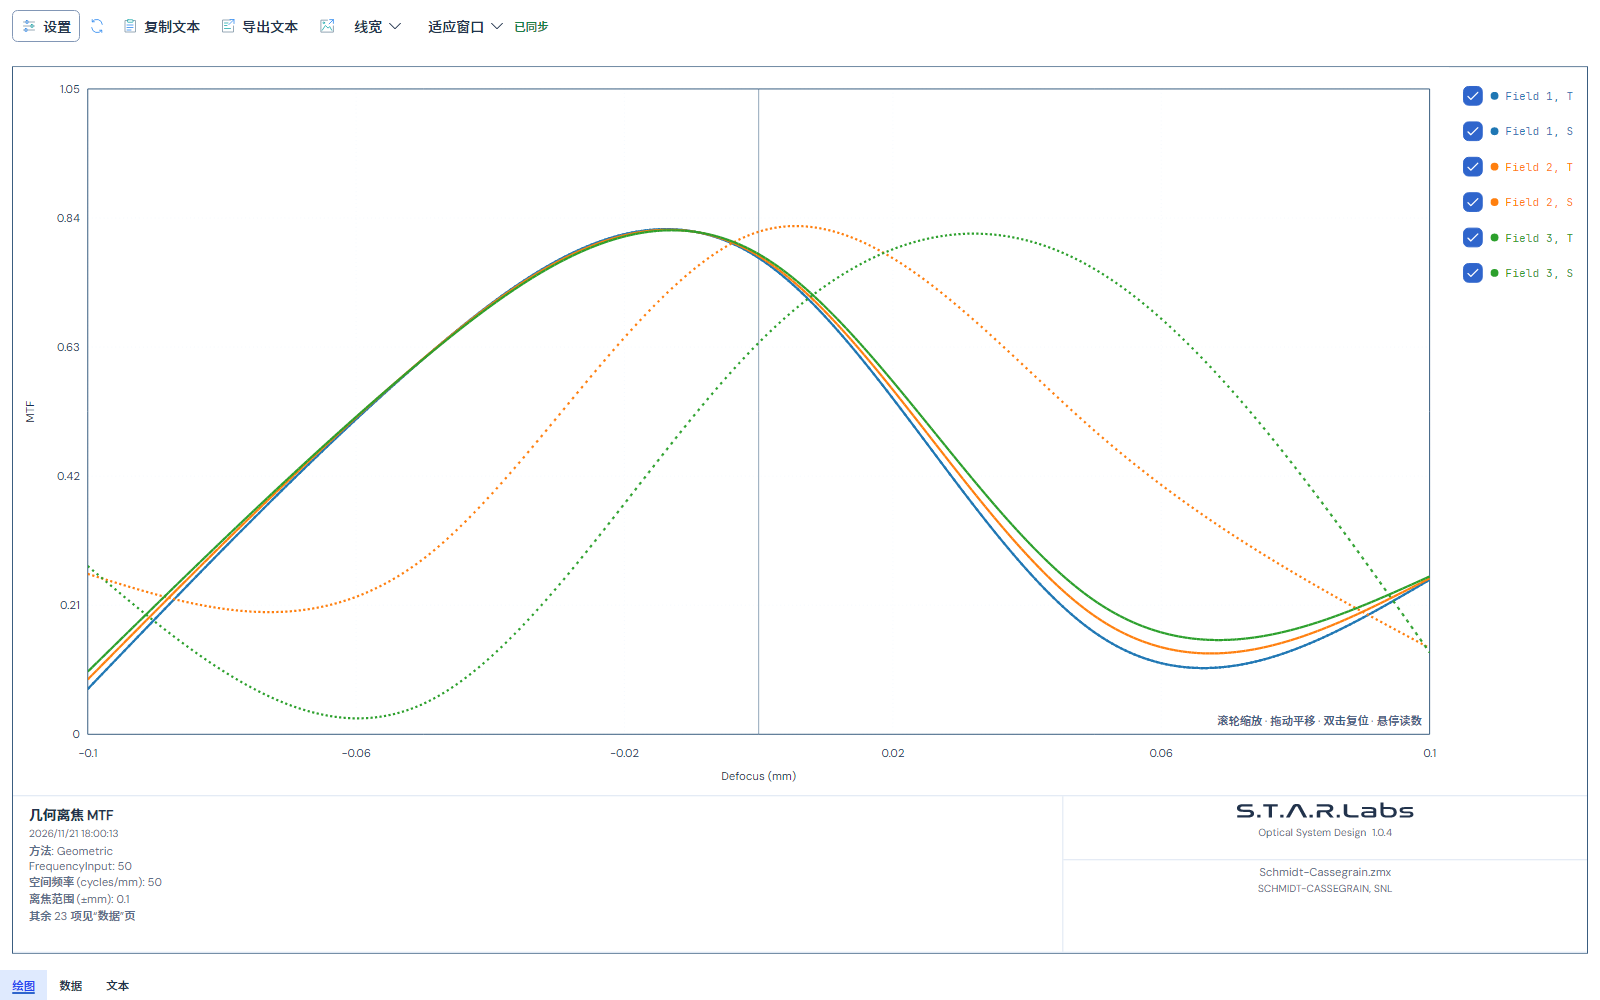 设置 复制文本 导出文本 线宽 适应窗口 已同步
1.05
0.84
0.63
0.42
0.21
0
MTF
-0.1 -0.06 -0.02 0.02 0.06 0.1
Defocus (mm)
滚轮缩放 · 拖动平移 · 双击复位 · 悬停读数
Field 1, T
Field 1, S
Field 2, T
Field 2, S
Field 3, T
Field 3, S
几何离焦 MTF
2026/11/21 18:00:13
方法: Geometric
FrequencyInput: 50
空间频率 (cycles/mm): 50
离焦范围 (±mm): 0.1
其余 23 项见"数据"页
S.T.A.R.Labs
Optical System Design 1.0.4
Schmidt-Cassegrain.zmx
SCHMIDT-CASSEGRAIN, SNL
绘图 数据 文本